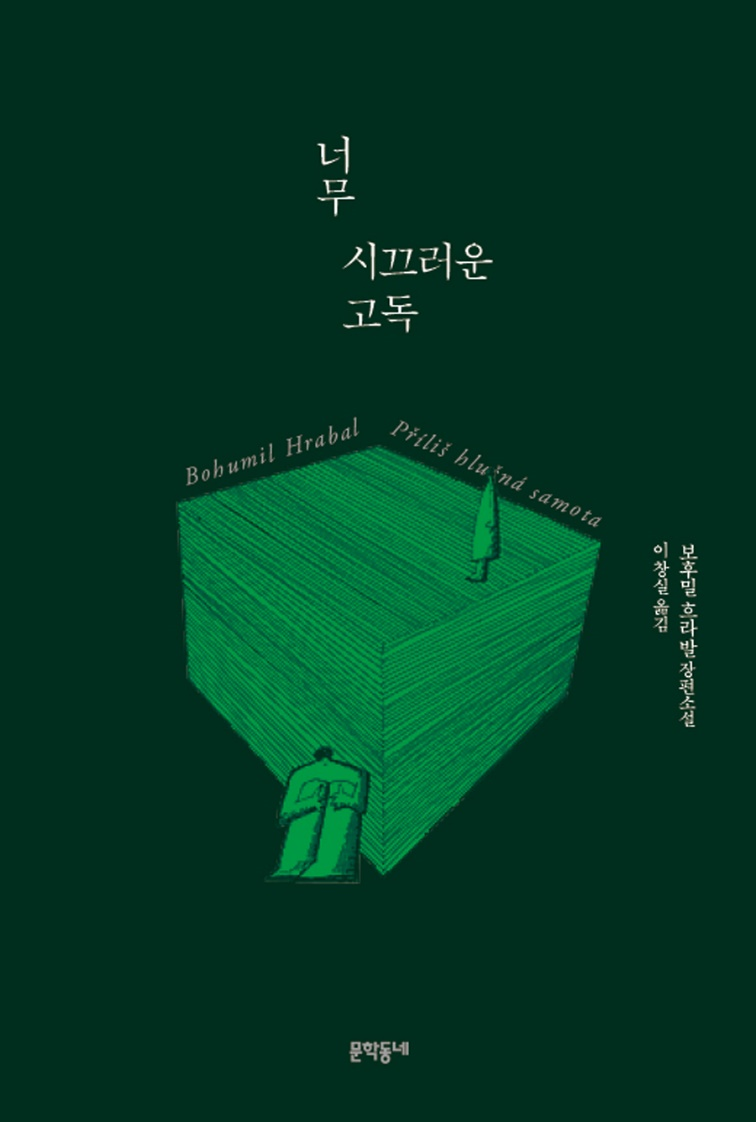 너
무
시끄러운
고독
Bohumil Hrabal
Příliš hlučná samota
보후밀 흐라발 장편소설
이창실 옮김
문학동네